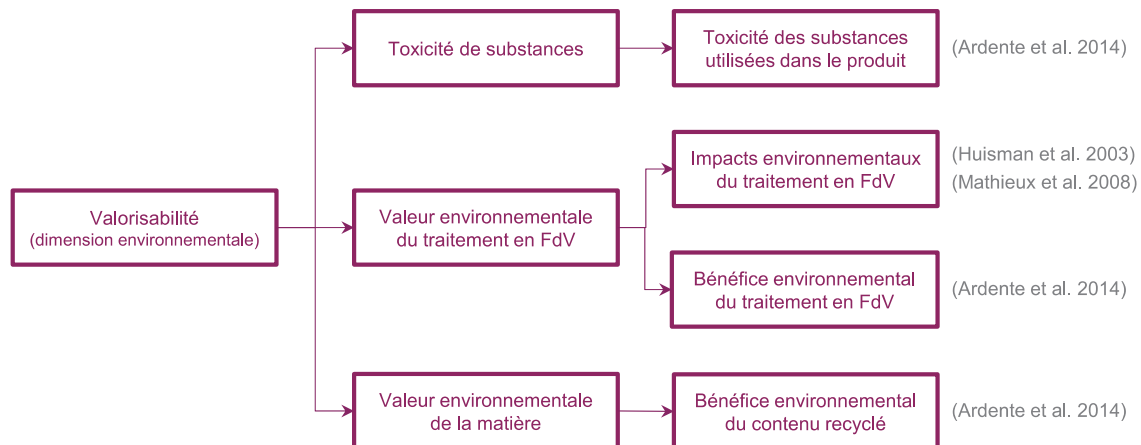 Toxicité de substances
Toxicité des substances
utilisées dans le produit
(Ardente et al. 2014)
Impacts environnementaux
du traitement en FdV
(Huisman et al. 2003)
(Mathieux et al. 2008)
Valorisabilité
(dimension environnementale)
Valeur environnementale
du traitement en FdV
Bénéfice environnemental
du traitement en FdV
(Ardente et al. 2014)
Valeur environnementale
de la matière
Bénéfice environnemental
du contenu recyclé
(Ardente et al. 2014)